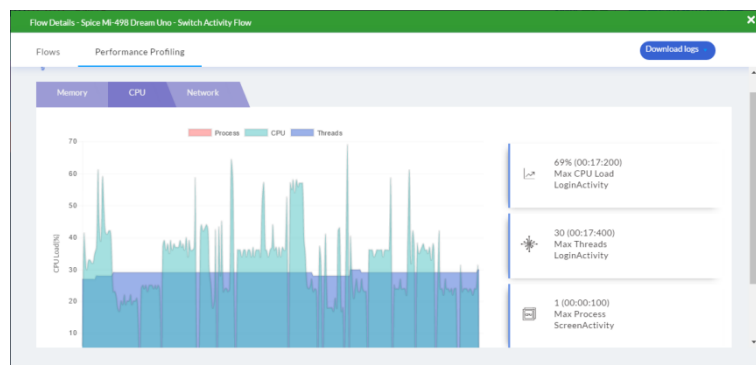 Flow Details - Spice Mi-498 Dream Uno - Switch Activity Flow
Flows Performance Profiling Download logs
Memory CPU Network
Process CPU Threads
70
60
50
40
30
20
10
CPU Load(%)
69% (00:17:200)
Max CPU Load
LoginActivity
30 (00:17:400)
Max Threads
LoginActivity
1 (00:00:100)
Max Process
ScreenActivity